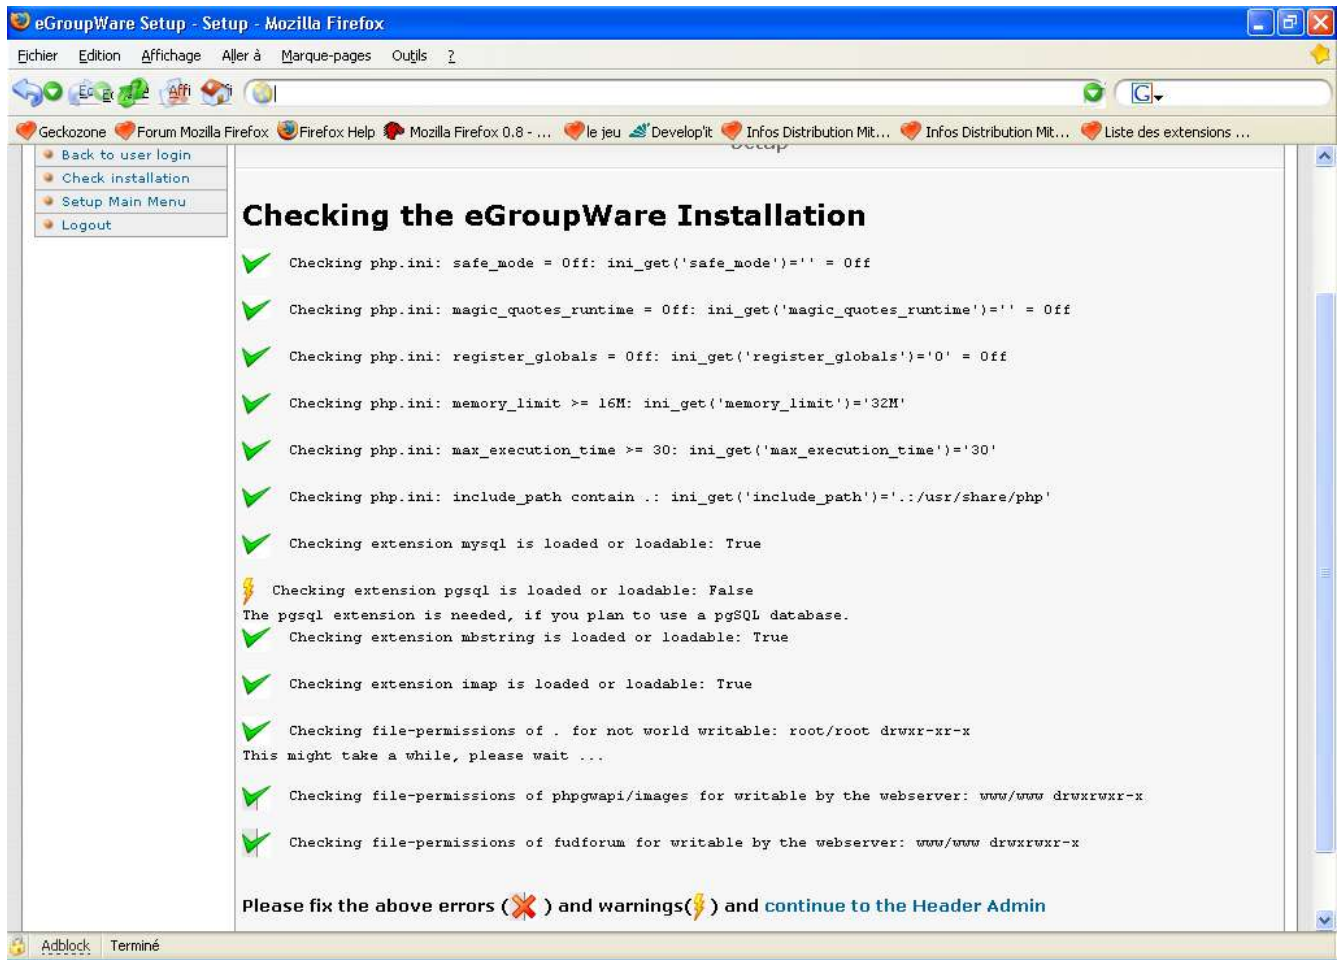 eGroupWare Setup - Setup - Mozilla Firefox
Fichier Edition Affichage Aller à Marque-pages Outils ?
Affi
G
Geckozone Forum Mozilla Firefox Firefox Help Mozilla Firefox 0.8 - ... le jeu Develop'it Infos Distribution Mit... Infos Distribution Mit... Liste des extensions ...
Setup
Back to user login
Check installation
Setup Main Menu
Logout
Checking the eGroupWare Installation
Checking php.ini: safe_mode = Off: ini_get('safe_mode')='' = Off
Checking php.ini: magic_quotes_runtime = Off: ini_get('magic_quotes_runtime')='' = Off
Checking php.ini: register_globals = Off: ini_get('register_globals')='0' = Off
Checking php.ini: memory_limit >= 16M: ini_get('memory_limit')='32M'
Checking php.ini: max_execution_time >= 30: ini_get('max_execution_time')='30'
Checking php.ini: include_path contain .: ini_get('include_path')='.:/usr/share/php'
Checking extension mysql is loaded or loadable: True
Checking extension pgsql is loaded or loadable: False
The pgsql extension is needed, if you plan to use a pgSQL database.
Checking extension mbstring is loaded or loadable: True
Checking extension imap is loaded or loadable: True
Checking file-permissions of . for not world writable: root/root drwxr-xr-x
This might take a while, please wait ...
Checking file-permissions of phpgwapi/images for writable by the webserver: www/www drwxrwxr-x
Checking file-permissions of fudforum for writable by the webserver: www/www drwxrwxr-x
Please fix the above errors ( ) and warnings( ) and continue to the Header Admin
Adblock Terminé